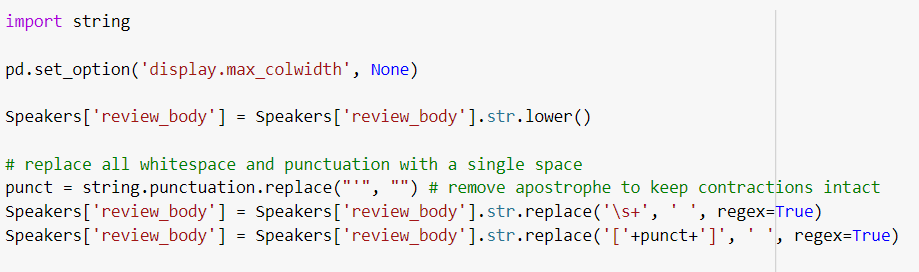 import string
pd.set_option('display.max_colwidth', None)
Speakers['review_body'] = Speakers['review_body'].str.lower()
# replace all whitespace and punctuation with a single space
punct = string.punctuation.replace("'", "") # remove apostrophe to keep contractions intact
Speakers['review_body'] = Speakers['review_body'].str.replace('\s+', ' ', regex=True)
Speakers['review_body'] = Speakers['review_body'].str.replace('['+punct+']', ' ', regex=True)